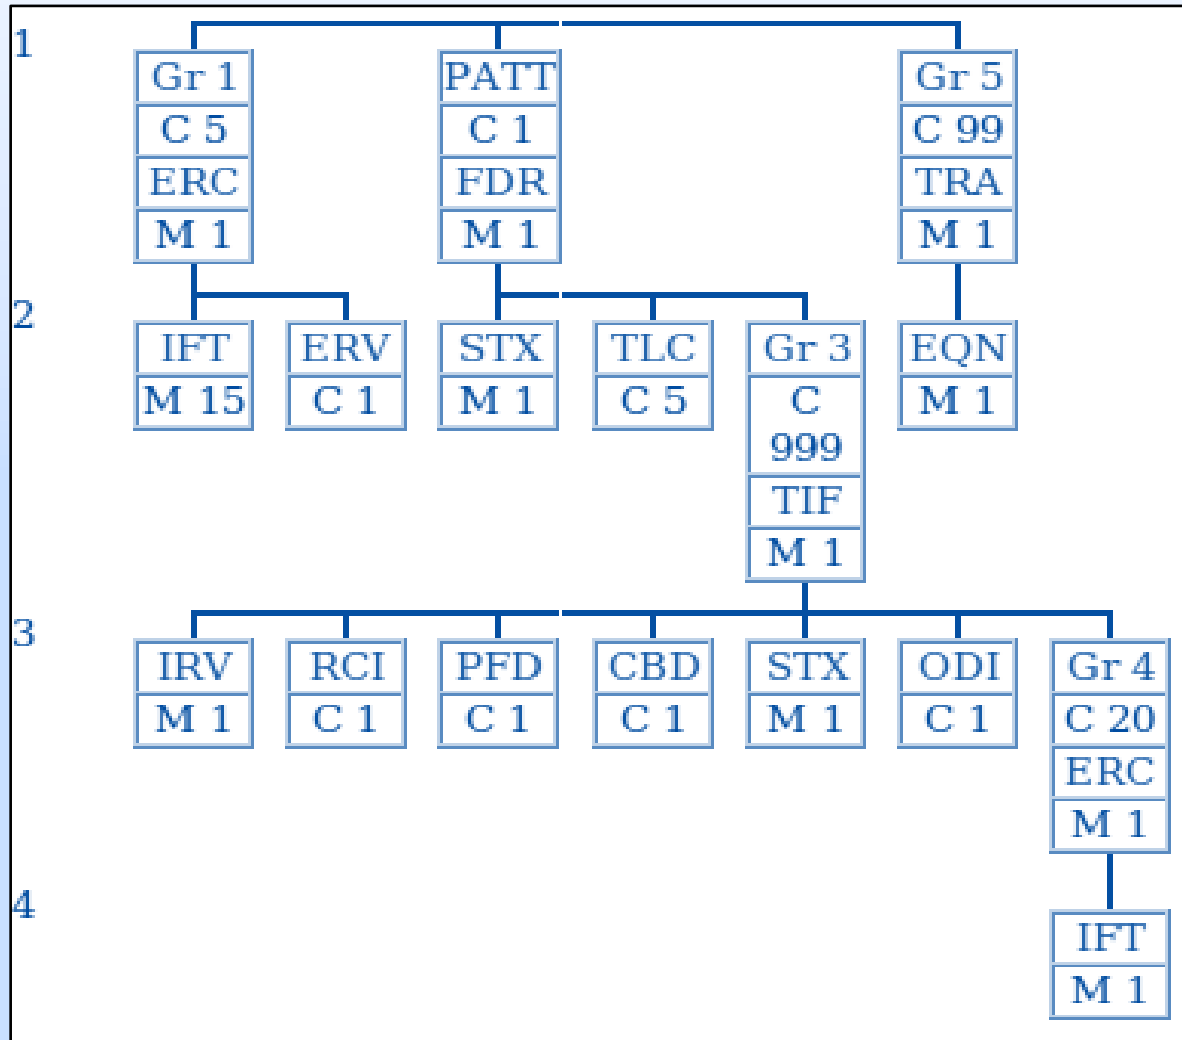 1
Gr 1
C 5
ERC
M 1
PATT
C 1
FDR
M 1
Gr 5
C 99
TRA
M 1
2
IFT
M 15
ERV
C 1
STX
M 1
TLC
C 5
Gr 3
C
999
TIF
M 1
EQN
M 1
3
IRV
M 1
RCI
C 1
PFD
C 1
CBD
C 1
STX
M 1
ODI
C 1
Gr 4
C 20
ERC
M 1
4
IFT
M 1